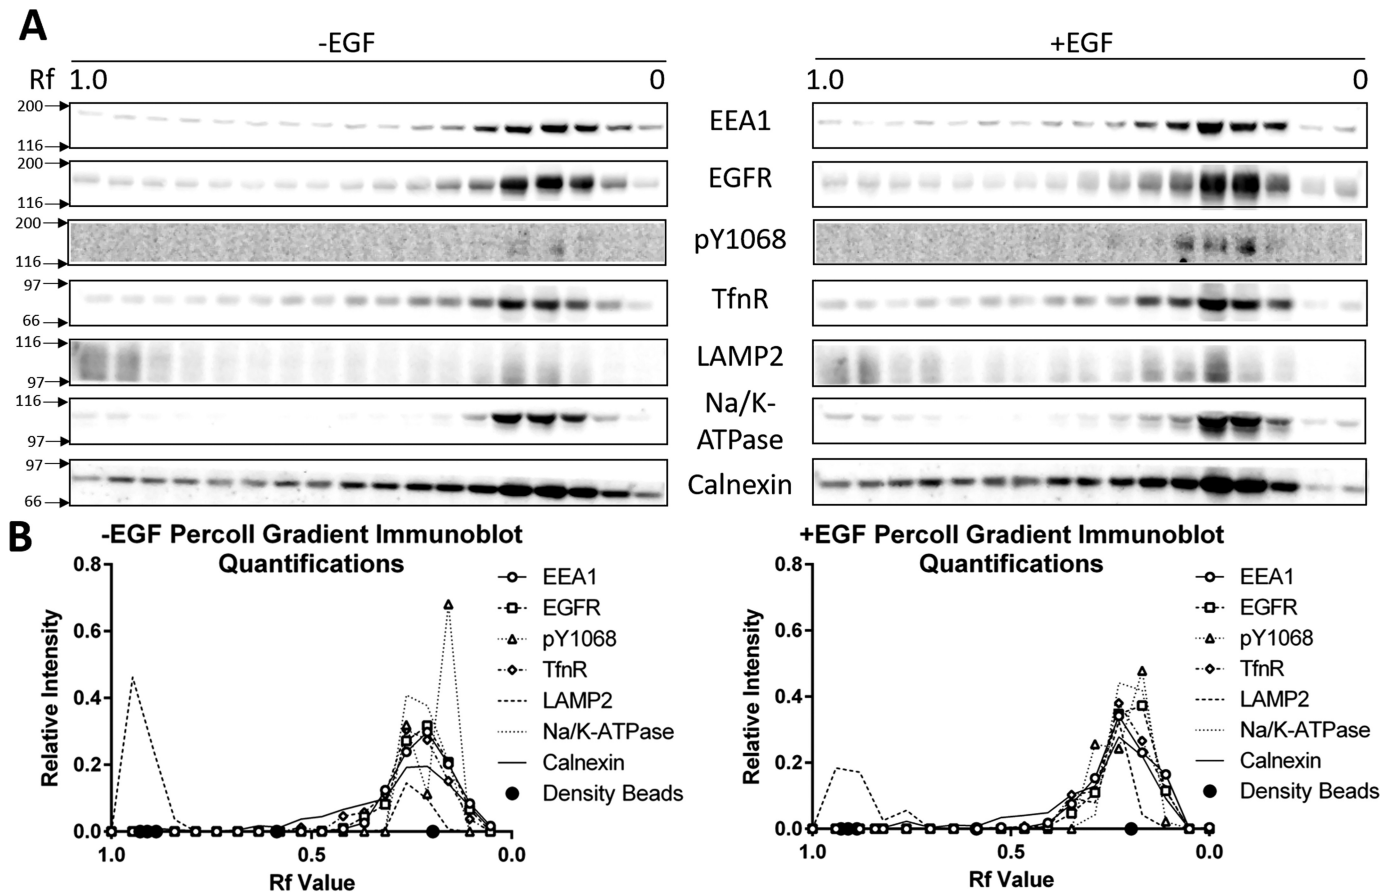 A
-EGF
+EGF
Rf 1.0 0
1.0 0
200
116
EEA1
200
116
EGFR
200
116
pY1068
97
66
TfnR
116
97
LAMP2
116
97
Na/K-
ATPase
97
66
Calnexin
B
-EGF Percoll Gradient Immunoblot
Quantifications
0.8
0.6
0.4
0.2
0.0
Relative Intensity
1.0 0.5 0.0
Rf Value
EEA1
EGFR
pY1068
TfnR
LAMP2
Na/K-ATPase
Calnexin
Density Beads
+EGF Percoll Gradient Immunoblot
Quantifications
0.8
0.6
0.4
0.2
0.0
Relative Intensity
1.0 0.5 0.0
Rf Value
EEA1
EGFR
pY1068
TfnR
LAMP2
Na/K-ATPase
Calnexin
Density Beads